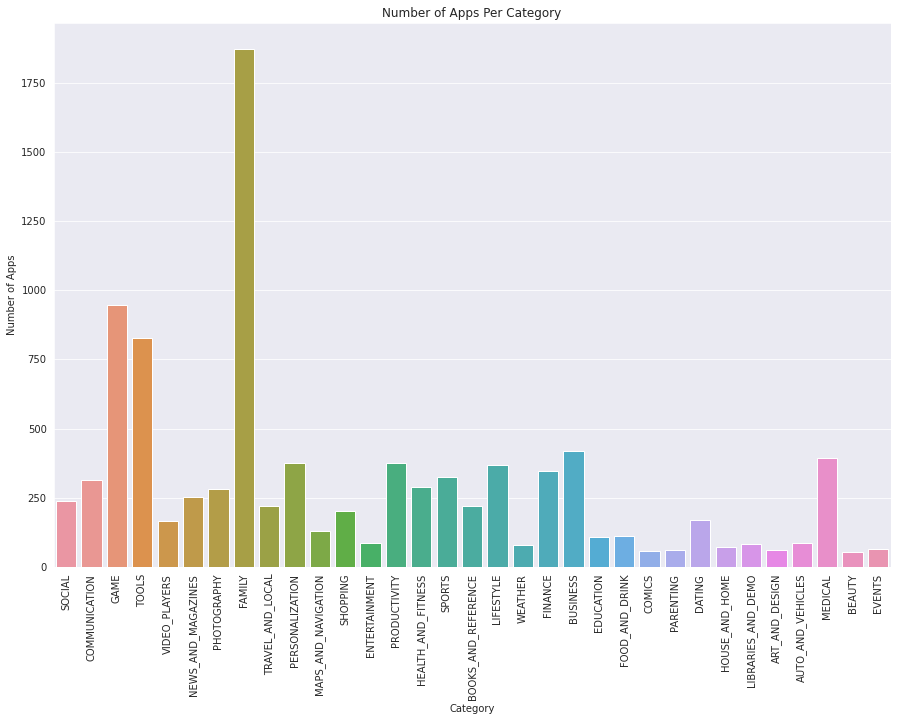 Number of Apps Per Category
Number of Apps
1750
1500
1250
1000
750
500
250
0
SOCIAL
COMMUNICATION
GAME
TOOLS
VIDEO_PLAYERS
NEWS_AND_MAGAZINES
PHOTOGRAPHY
FAMILY
TRAVEL_AND_LOCAL
PERSONALIZATION
MAPS_AND_NAVIGATION
SHOPPING
ENTERTAINMENT
PRODUCTIVITY
HEALTH_AND_FITNESS
SPORTS
BOOKS_AND_REFERENCE
LIFESTYLE
WEATHER
FINANCE
BUSINESS
EDUCATION
FOOD_AND_DRINK
COMICS
PARENTING
DATING
HOUSE_AND_HOME
LIBRARIES_AND_DEMO
ART_AND_DESIGN
AUTO_AND_VEHICLES
MEDICAL
BEAUTY
EVENTS
Category